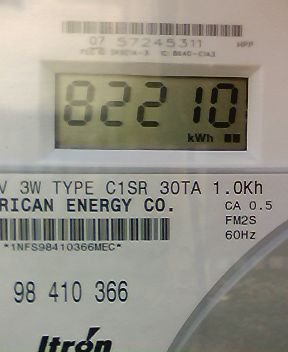 07 57245311
82210
kWh
V 3W TYPE C1SR 30TA 1.0Kh
RICAN ENERGY CO.
CA 0.5
FM2S
60Hz
*1NFS98410366MEC*
98 410 366
Itron